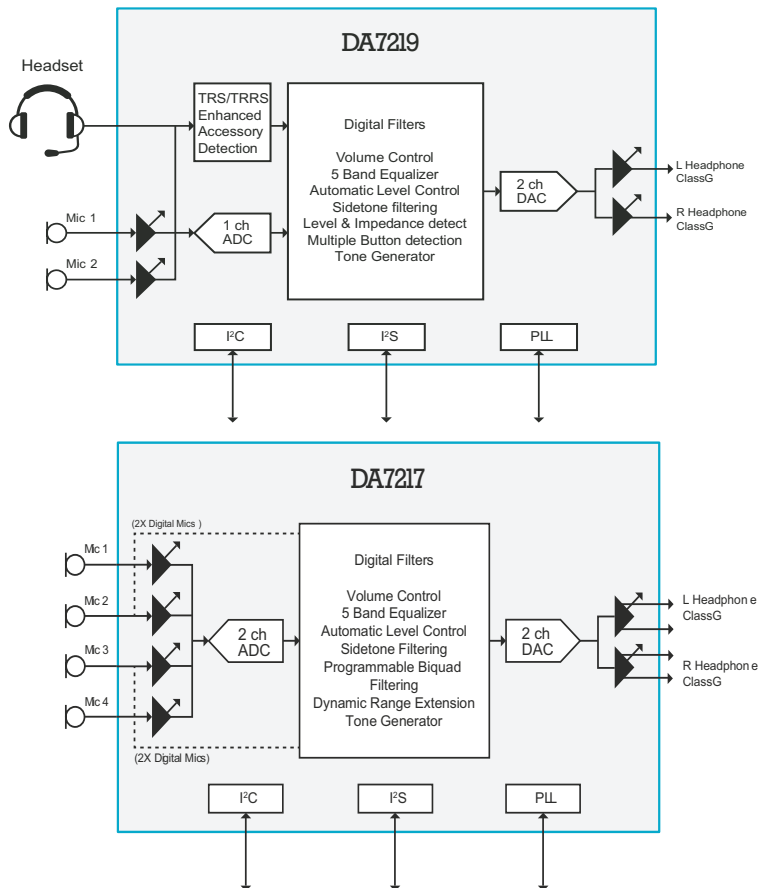 DA7219
Headset
TRS/TRRS
Enhanced
Accessory
Detection
Digital Filters
Volume Control
5 Band Equalizer
Automatic Level Control
Sidetone filtering
Level & Impedance detect
Multiple Button detection
Tone Generator
2 ch
DAC
L Headphone
ClassG
R Headphone
ClassG
Mic 1
1 ch
ADC
Mic 2
I²C
I²S
PLL
DA7217
(2X Digital Mics )
Mic 1
Mic 2
Mic 3
Mic 4
(2X Digital Mics)
2 ch
ADC
Digital Filters
Volume Control
5 Band Equalizer
Automatic Level Control
Sidetone Filtering
Programmable Biquad
Filtering
Dynamic Range Extension
Tone Generator
2 ch
DAC
L Headphone
ClassG
R Headphone
ClassG
I²C
I²S
PLL